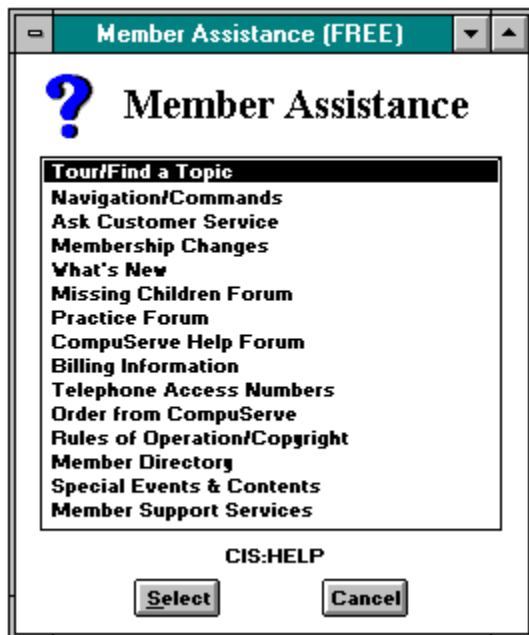 Member Assistance (FREE)
? Member Assistance
Tour/Find a Topic
Navigation/Commands
Ask Customer Service
Membership Changes
What's New
Missing Children Forum
Practice Forum
CompuServe Help Forum
Billing Information
Telephone Access Numbers
Order from CompuServe
Rules of Operation/Copyright
Member Directory
Special Events & Contents
Member Support Services
CIS:HELP
Select Cancel